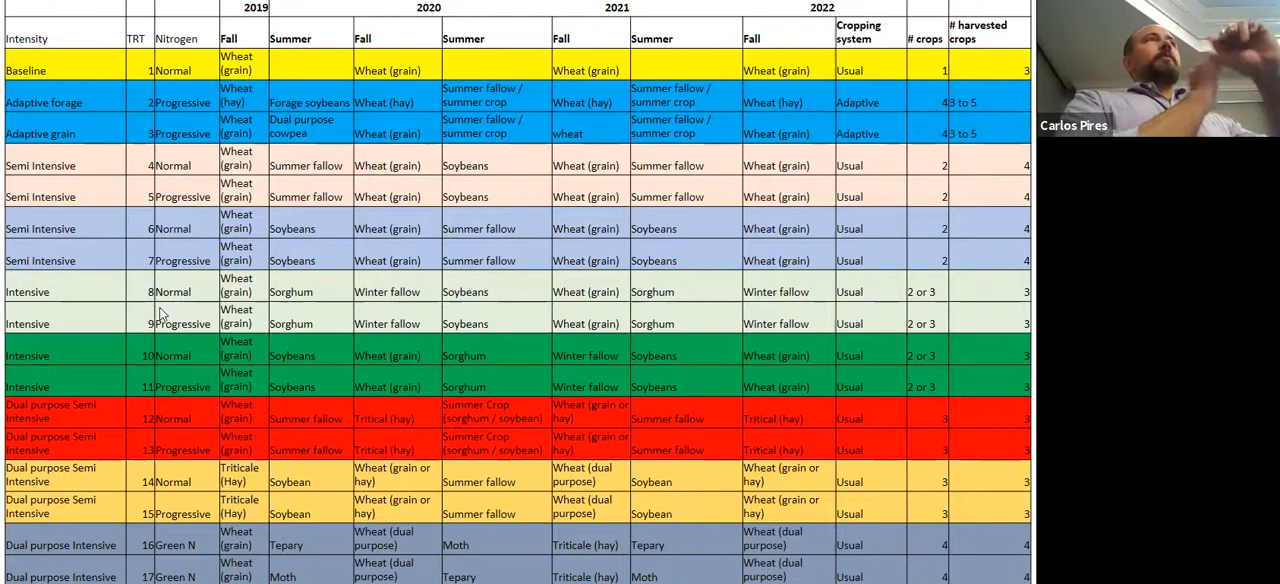 2019 2020 2021 2022
Intensity TRT Nitrogen Fall Summer Fall Summer Fall Summer Fall Cropping system # crops # harvested crops
Baseline 1 Normal Wheat (grain) Wheat (grain) Wheat (grain) Wheat (grain) Usual 1 3
Adaptive forage 2 Progressive Wheat (hay) Forage soybeans Wheat (hay) Summer fallow / summer crop Wheat (hay) Summer fallow / summer crop Wheat (hay) Adaptive 4 3 to 5
Adaptive grain 3 Progressive Wheat (grain) Dual purpose cowpea Wheat (grain) Summer fallow / summer crop wheat Summer fallow / summer crop Wheat (grain) Adaptive 4 3 to 5
Semi Intensive 4 Normal Wheat (grain) Summer fallow Wheat (grain) Soybeans Wheat (grain) Summer fallow Wheat (grain) Usual 2 4
Semi Intensive 5 Progressive Wheat (grain) Summer fallow Wheat (grain) Soybeans Wheat (grain) Summer fallow Wheat (grain) Usual 2 4
Semi Intensive 6 Normal Wheat (grain) Soybeans Wheat (grain) Summer fallow Wheat (grain) Soybeans Wheat (grain) Usual 2 4
Semi Intensive 7 Progressive Wheat (grain) Soybeans Wheat (grain) Summer fallow Wheat (grain) Soybeans Wheat (grain) Usual 2 4
Intensive 8 Normal Wheat (grain) Sorghum Winter fallow Soybeans Wheat (grain) Sorghum Winter fallow Usual 2 or 3 3
Intensive 9 Progressive Wheat (grain) Sorghum Winter fallow Soybeans Wheat (grain) Sorghum Winter fallow Usual 2 or 3 3
Intensive 10 Normal Wheat (grain) Soybeans Wheat (grain) Sorghum Winter fallow Soybeans Wheat (grain) Usual 2 or 3 3
Intensive 11 Progressive Wheat (grain) Soybeans Wheat (grain) Sorghum Winter fallow Soybeans Wheat (grain) Usual 2 or 3 3
Dual purpose Semi Intensive 12 Normal Wheat (grain) Summer fallow Tritical (hay) Summer Crop (sorghum / soybean) Wheat (grain or hay) Summer fallow Tritical (hay) Usual 3 3
Dual purpose Semi Intensive 13 Progressive Wheat (grain) Summer fallow Tritical (hay) Summer Crop (sorghum / soybean) Wheat (grain or hay) Summer fallow Tritical (hay) Usual 3 3
Dual purpose Semi Intensive 14 Normal Triticale (Hay) Soybean Wheat (grain or hay) Summer fallow Wheat (dual purpose) Soybean Wheat (grain or hay) Usual 3 3
Dual purpose Semi Intensive 15 Progressive Triticale (Hay) Soybean Wheat (grain or hay) Summer fallow Wheat (dual purpose) Soybean Wheat (grain or hay) Usual 3 3
Dual purpose Intensive 16 Green N Wheat (grain) Tepary Wheat (dual purpose) Moth Triticale (hay) Tepary Wheat (dual purpose) Usual 4 4
Dual purpose Intensive 17 Green N Wheat (grain) Moth Wheat (dual purpose) Tepary Triticale (hay) Moth Wheat (dual purpose) Usual 4 4
Carlos Pires